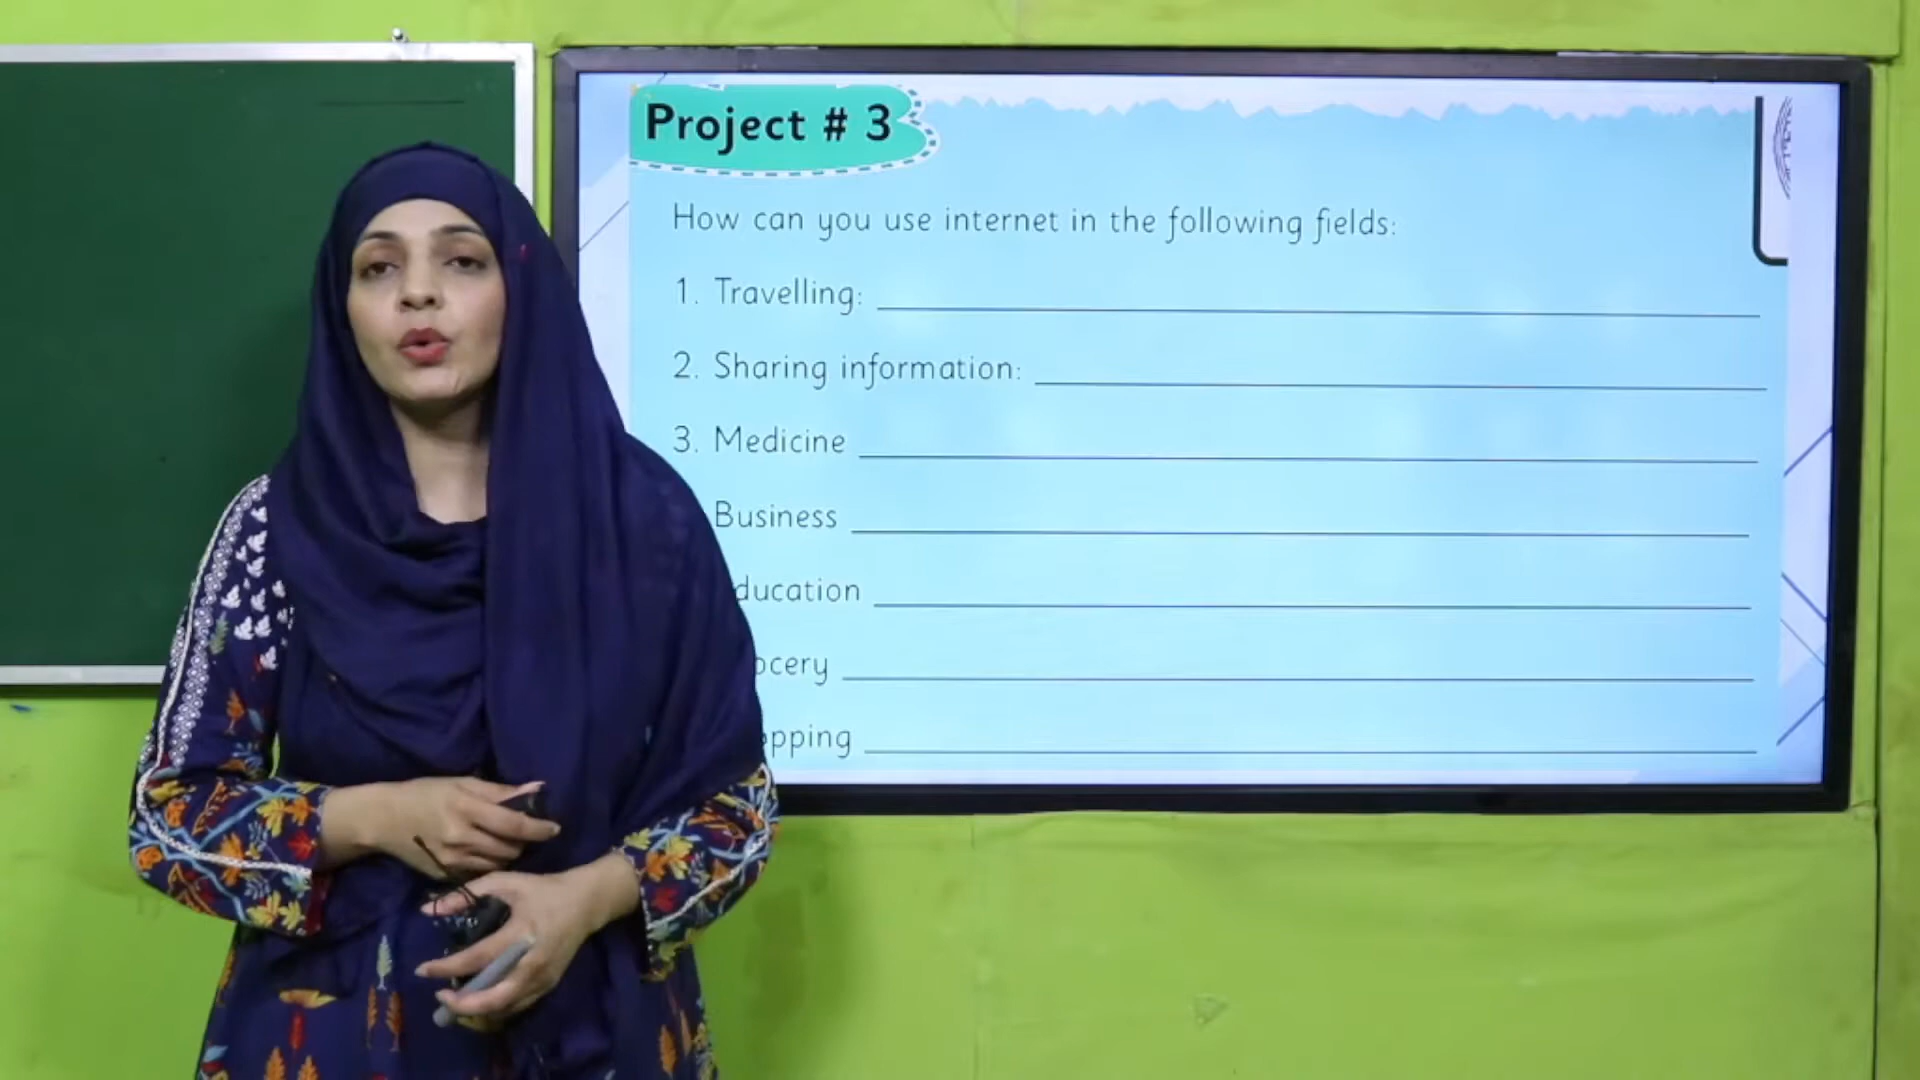 Project # 3
How can you use internet in the following fields:
1. Travelling:
2. Sharing information:
3. Medicine
Business
ducation
ocery
opping